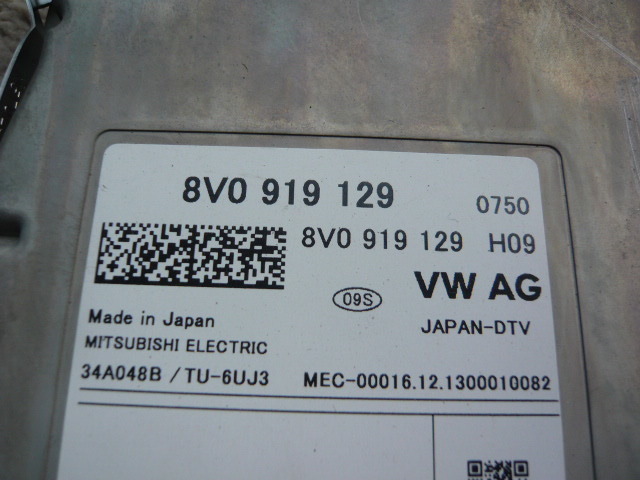 8V0 919 129 0750
8V0 919 129 H09
09S VW AG
Made in Japan JAPAN-DTV
MITSUBISHI ELECTRIC
34A048B / TU-6UJ3 MEC-00016.12.1300010082